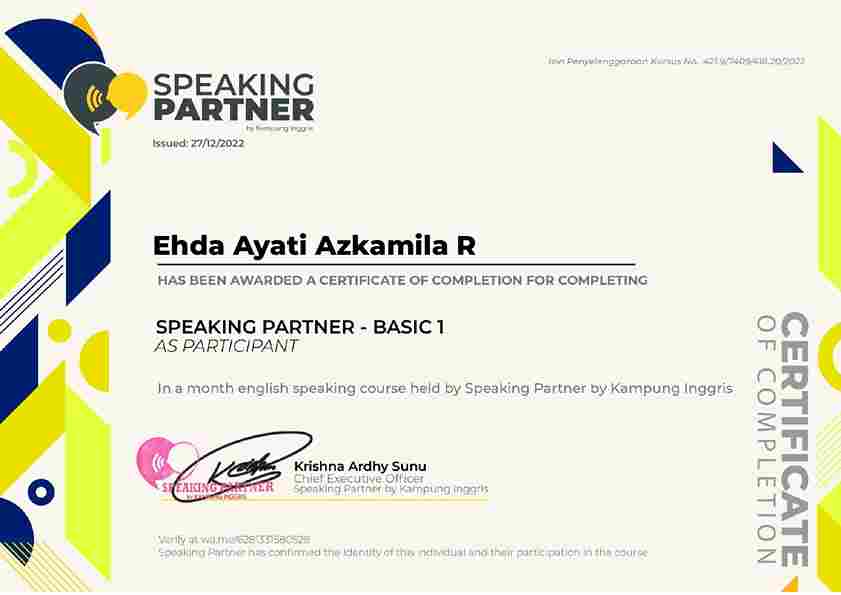 Izin Penyelenggaraan Kursus No. :421.9/7409/418.20/2022
SPEAKING
PARTNER
by Kampung Inggris
Issued: 27/12/2022
Ehda Ayati Azkamila R
HAS BEEN AWARDED A CERTIFICATE OF COMPLETION FOR COMPLETING
SPEAKING PARTNER - BASIC 1
AS PARTICIPANT
In a month english speaking course held by Speaking Partner by Kampung Inggris
CERTIFICATE
OF COMPLETION
SPEAKING PARTNER
by KAMPUNG INGGRIS
Krishna Ardhy Sunu
Chief Executive Officer
Speaking Partner by Kampung Inggris
Verify at wa.me/6281331580528
Speaking Partner has confirmed the identity of this individual and their participation in the course